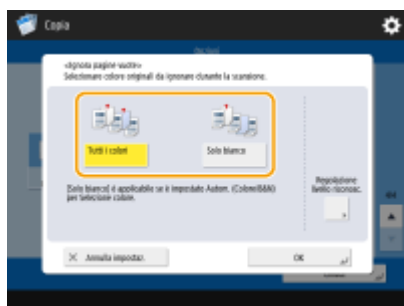 Copia
Opzioni
<Ignora pagine vuote>
Selezionare colore originali da ignorare durante la scansione.
Tutti i colori
Solo bianco
[Solo bianco] è applicabile se è impostato Autom. (Colore/B&N)
per Selezione colore.
Regolazione
livello riconosc.
Annulla impostaz.
OK